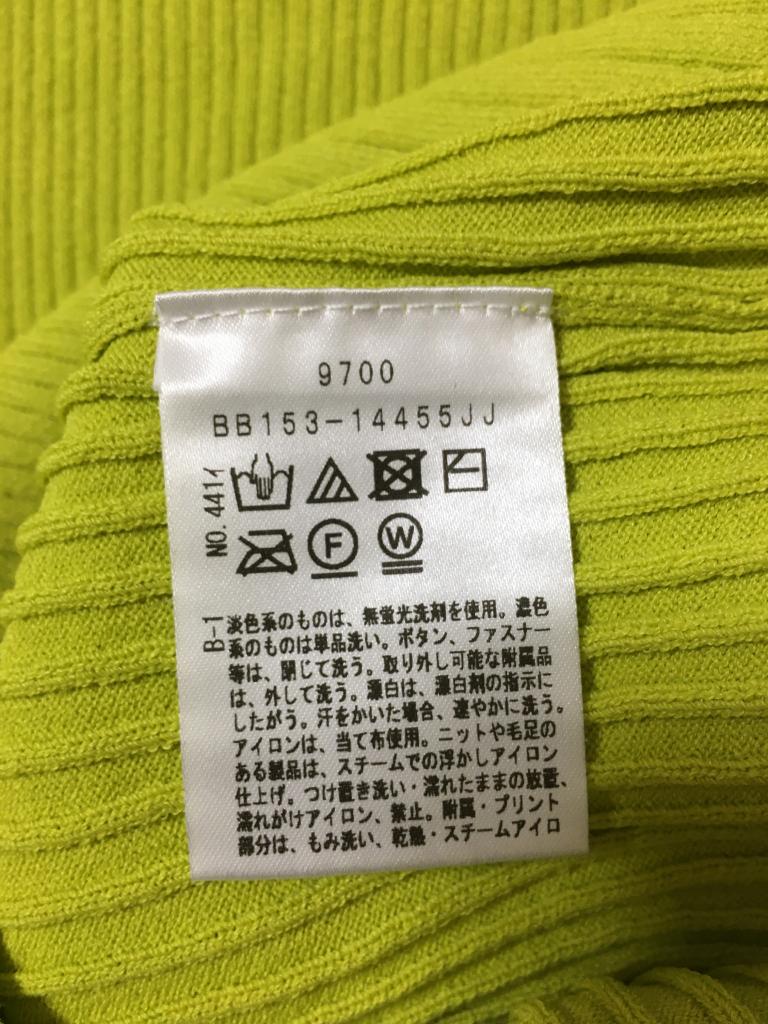 9700
BB153-14455JJ
NO.441イ
F
W
B-1
淡色系のものは、無蛍光洗剤を使用。濃色
系のものは単品洗い。ボタン、ファスナー
等は、閉じて洗う。取り外し可能な附属品
は、外して洗う。漂白は、漂白剤の指示に
したがう。汗をかいた場合、速やかに洗う。
アイロンは、当て布使用。ニットや毛足の
ある製品は、スチームでの浮かしアイロン
仕上げ。つけ置き洗い・濡れたままの放置、
濡れがけアイロン、禁止。附属・プリント
部分は、もみ洗い、乾熱・スチームアイロ